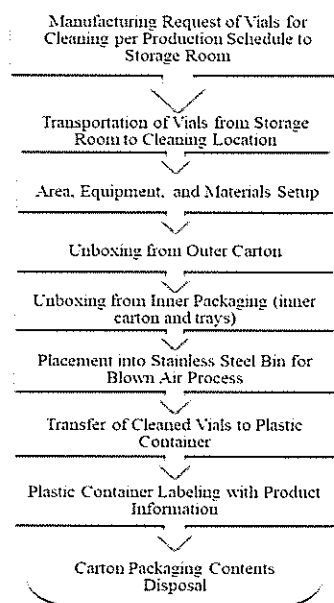 Manufacturing Request of Vials for
Cleaning per Production Schedule to
Storage Room
Transportation of Vials from Storage
Room to Cleaning Location
Area, Equipment, and Materials Setup
Unboxing from Outer Carton
Unboxing from Inner Packaging (inner
carton and trays)
Placement into Stainless Steel Bin for
Blown Air Process
Transfer of Cleaned Vials to Plastic
Container
Plastic Container Labeling with Product
Information
Carton Packaging Contents
Disposal